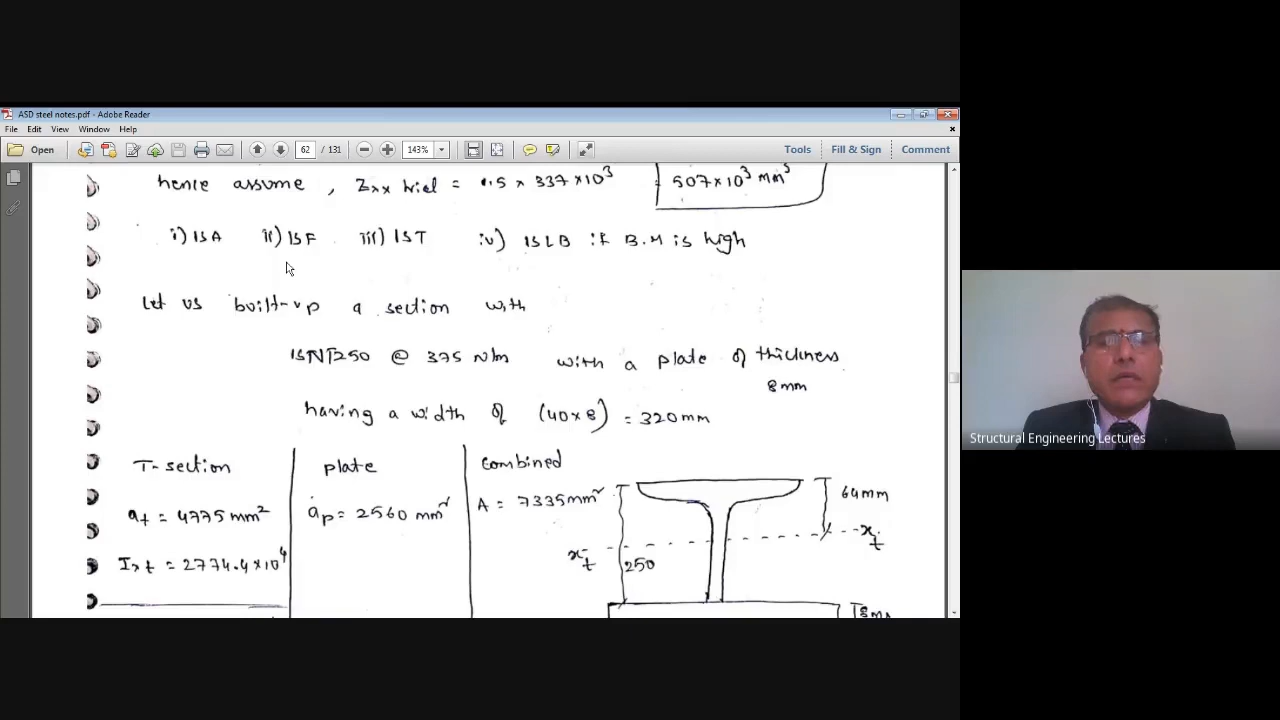 ASD steel notes.pdf - Adobe Reader
File Edit View Window Help
Open 62 / 131 143% Tools Fill & Sign Comment
hence assume, Zxx trial = 1.5 × 337 × 10³ = 507 × 10³ mm³
i) ISA ii) ISF iii) IST iv) ISLB if B.M is high
Let us built-up a section with
ISNT250 @ 375 N/m with a plate of thickness
8mm
having a width of (40×8) = 320mm
T-section plate combined
at = 4775 mm² ap = 2560 mm² A = 7335 mm²
Ixt = 2774.4 × 10⁴
64mm
xt xt
250
8mm
Structural Engineering Lectures